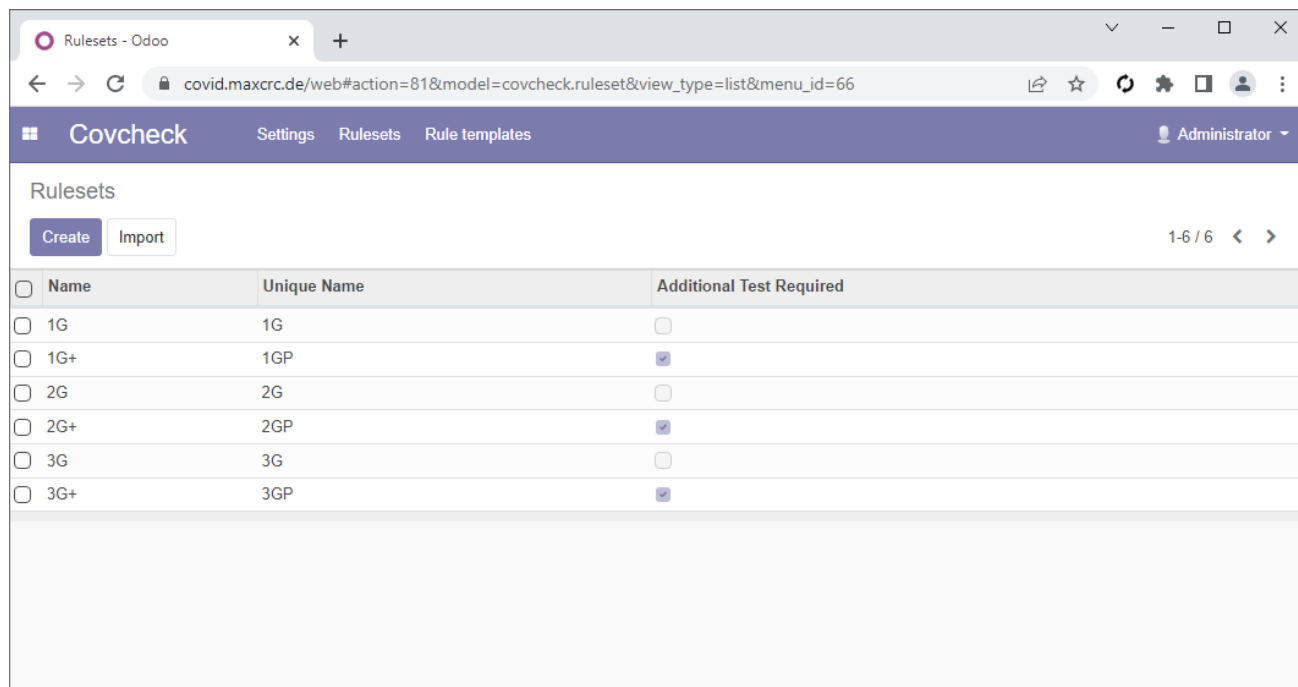 Rulesets - Odoo
covid.maxcrc.de/web#action=81&model=covcheck.ruleset&view_type=list&menu_id=66
Covcheck Settings Rulesets Rule templates Administrator
Rulesets
Create Import 1-6 / 6
Name Unique Name Additional Test Required
1G 1G
1G+ 1GP
2G 2G
2G+ 2GP
3G 3G
3G+ 3GP